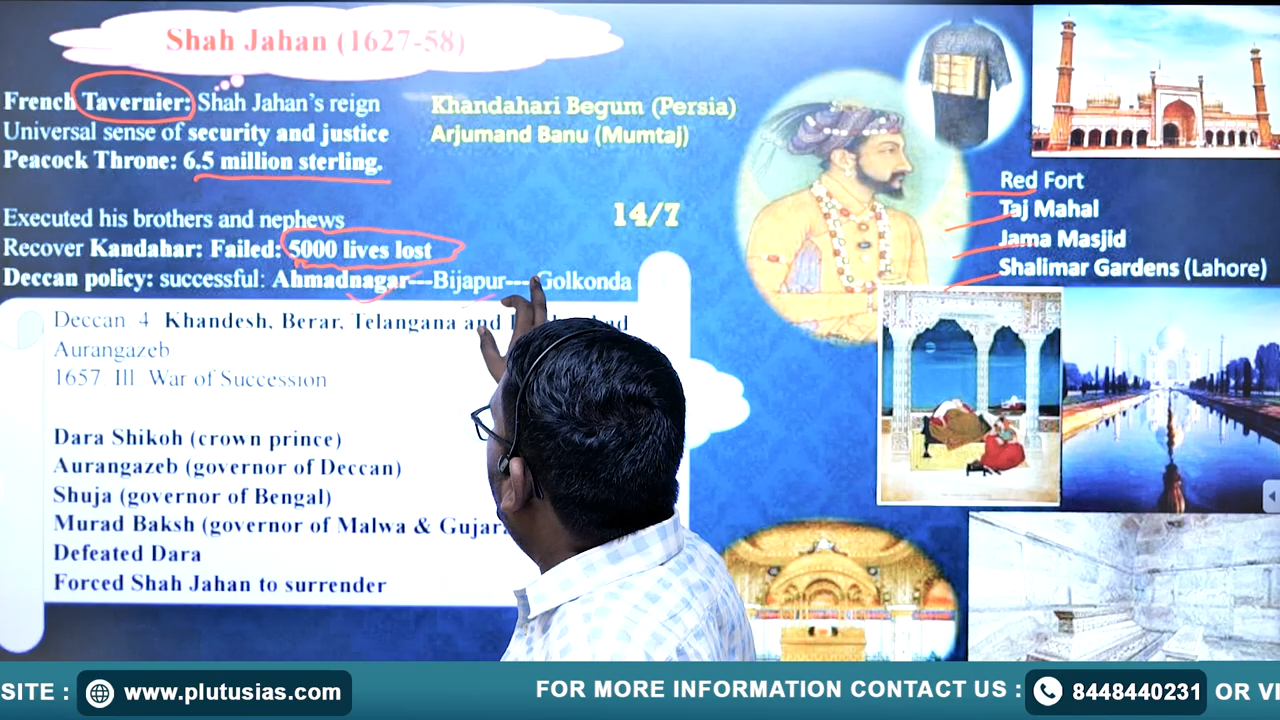 Shah Jahan (1627-58)
French Tavernier: Shah Jahan's reign
Universal sense of security and justice
Peacock Throne: 6.5 million sterling.
Khandahari Begum (Persia)
Arjumand Banu (Mumtaj)
Executed his brothers and nephews
14/7
Recover Kandahar: Failed: 5000 lives lost
Deccan policy: successful: Ahmadnagar---Bijapur---Golkonda
Red Fort
Taj Mahal
Jama Masjid
Shalimar Gardens (Lahore)
Deccan 4 Khandesh, Berar, Telangana and
Aurangazeb
1657 III War of Succession
Dara Shikoh (crown prince)
Aurangazeb (governor of Deccan)
Shuja (governor of Bengal)
Murad Baksh (governor of Malwa &
Defeated Dara
Forced Shah Jahan to surrender
SITE : www.plutusias.com
FOR MORE INFORMATION CONTACT US : 8448440231 OR VI